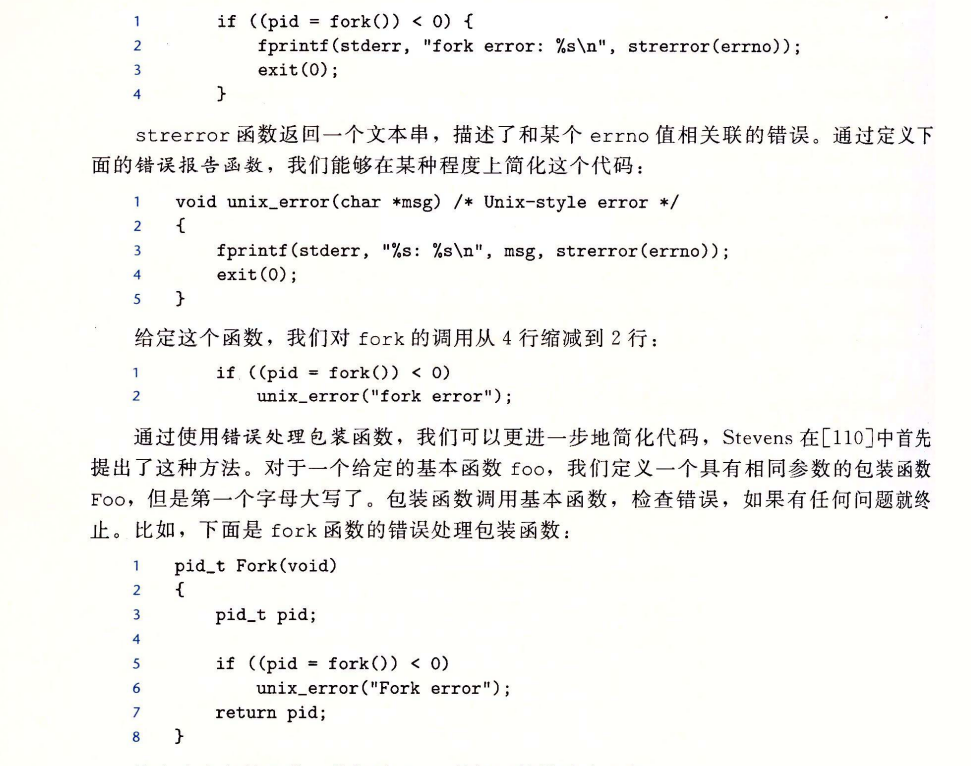 1 if ((pid = fork()) < 0) {
2 fprintf(stderr, "fork error: %s\n", strerror(errno));
3 exit(0);
4 }
strerror 函数返回一个文本串，描述了和某个 errno 值相关联的错误。通过定义下
面的错误报告函数，我们能够在某种程度上简化这个代码：
1 void unix_error(char *msg) /* Unix-style error */
2 {
3 fprintf(stderr, "%s: %s\n", msg, strerror(errno));
4 exit(0);
5 }
给定这个函数，我们对 fork 的调用从 4 行缩减到 2 行：
1 if ((pid = fork()) < 0)
2 unix_error("fork error");
通过使用错误处理包装函数，我们可以更进一步地简化代码，Stevens 在[110]中首先
提出了这种方法。对于一个给定的基本函数 foo，我们定义一个具有相同参数的包装函数
Foo，但是第一个字母大写了。包装函数调用基本函数，检查错误，如果有任何问题就终
止。比如，下面是 fork 函数的错误处理包装函数：
1 pid_t Fork(void)
2 {
3 pid_t pid;
4
5 if ((pid = fork()) < 0)
6 unix_error("Fork error");
7 return pid;
8 }